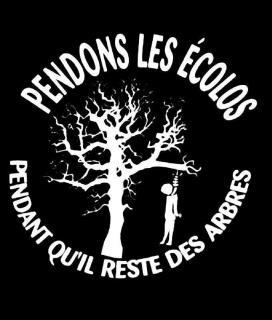 PENDONS LES ÉCOLOS
PENDANT QU'IL RESTE DES ARBRES